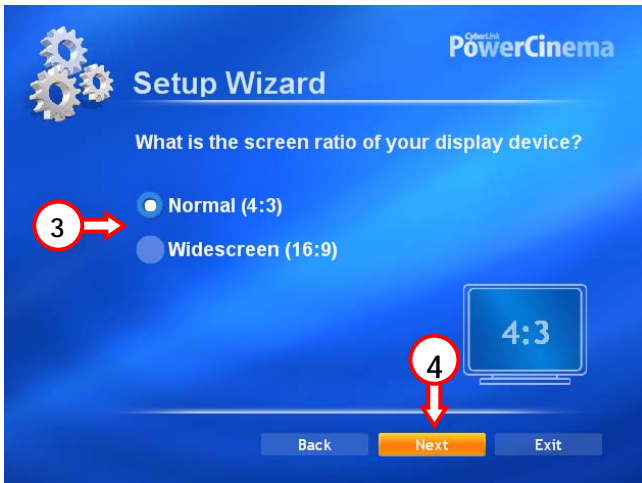 CyberLink
PowerCinema
Setup Wizard
What is the screen ratio of your display device?
Normal (4:3)
3
Widescreen (16:9)
4:3
4
Back Next Exit